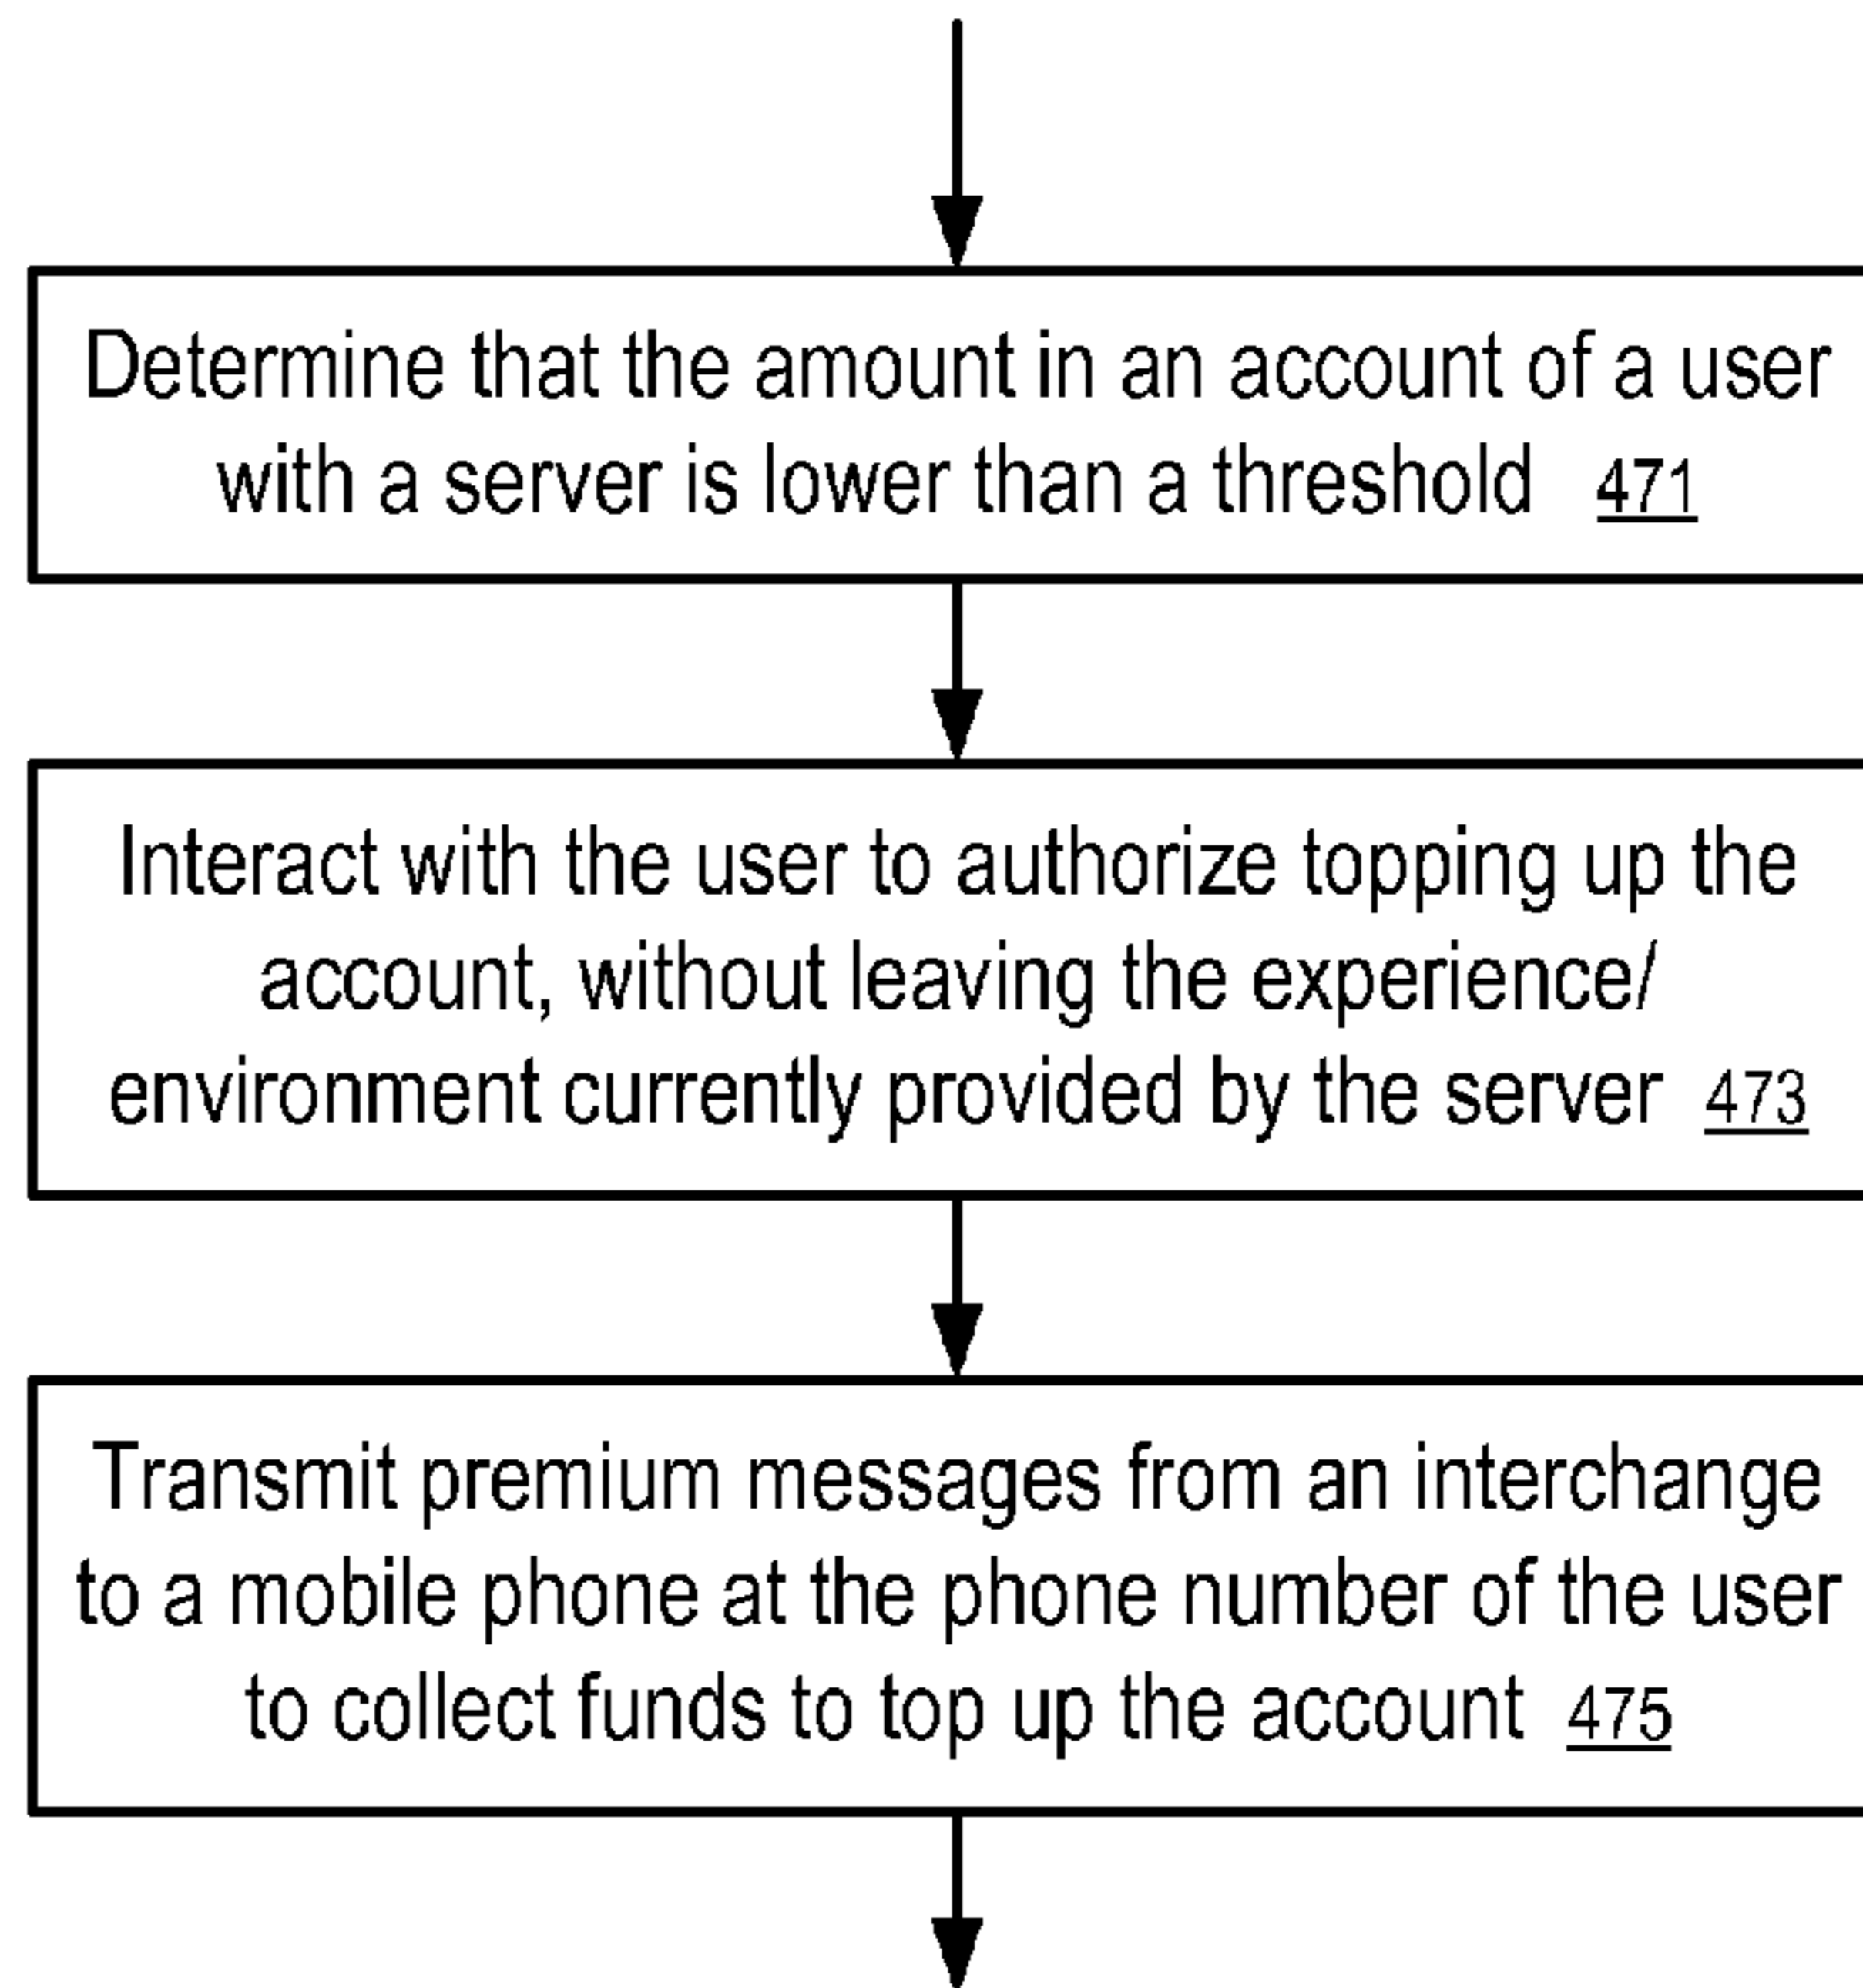 Determine that the amount in an account of a user
with a server is lower than a threshold 471
Interact with the user to authorize topping up the
account, without leaving the experience/
environment currently provided by the server 473
Transmit premium messages from an interchange
to a mobile phone at the phone number of the user
to collect funds to top up the account 475